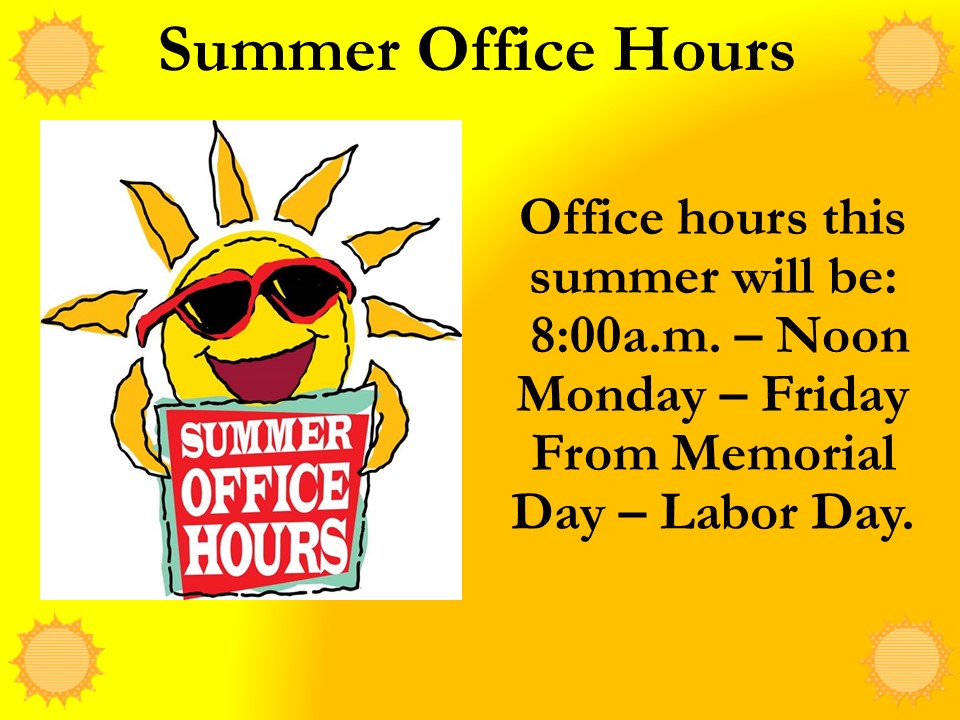 Summer Office Hours
SUMMER
OFFICE
HOURS
Office hours this
summer will be:
8:00a.m. – Noon
Monday – Friday
From Memorial
Day – Labor Day.